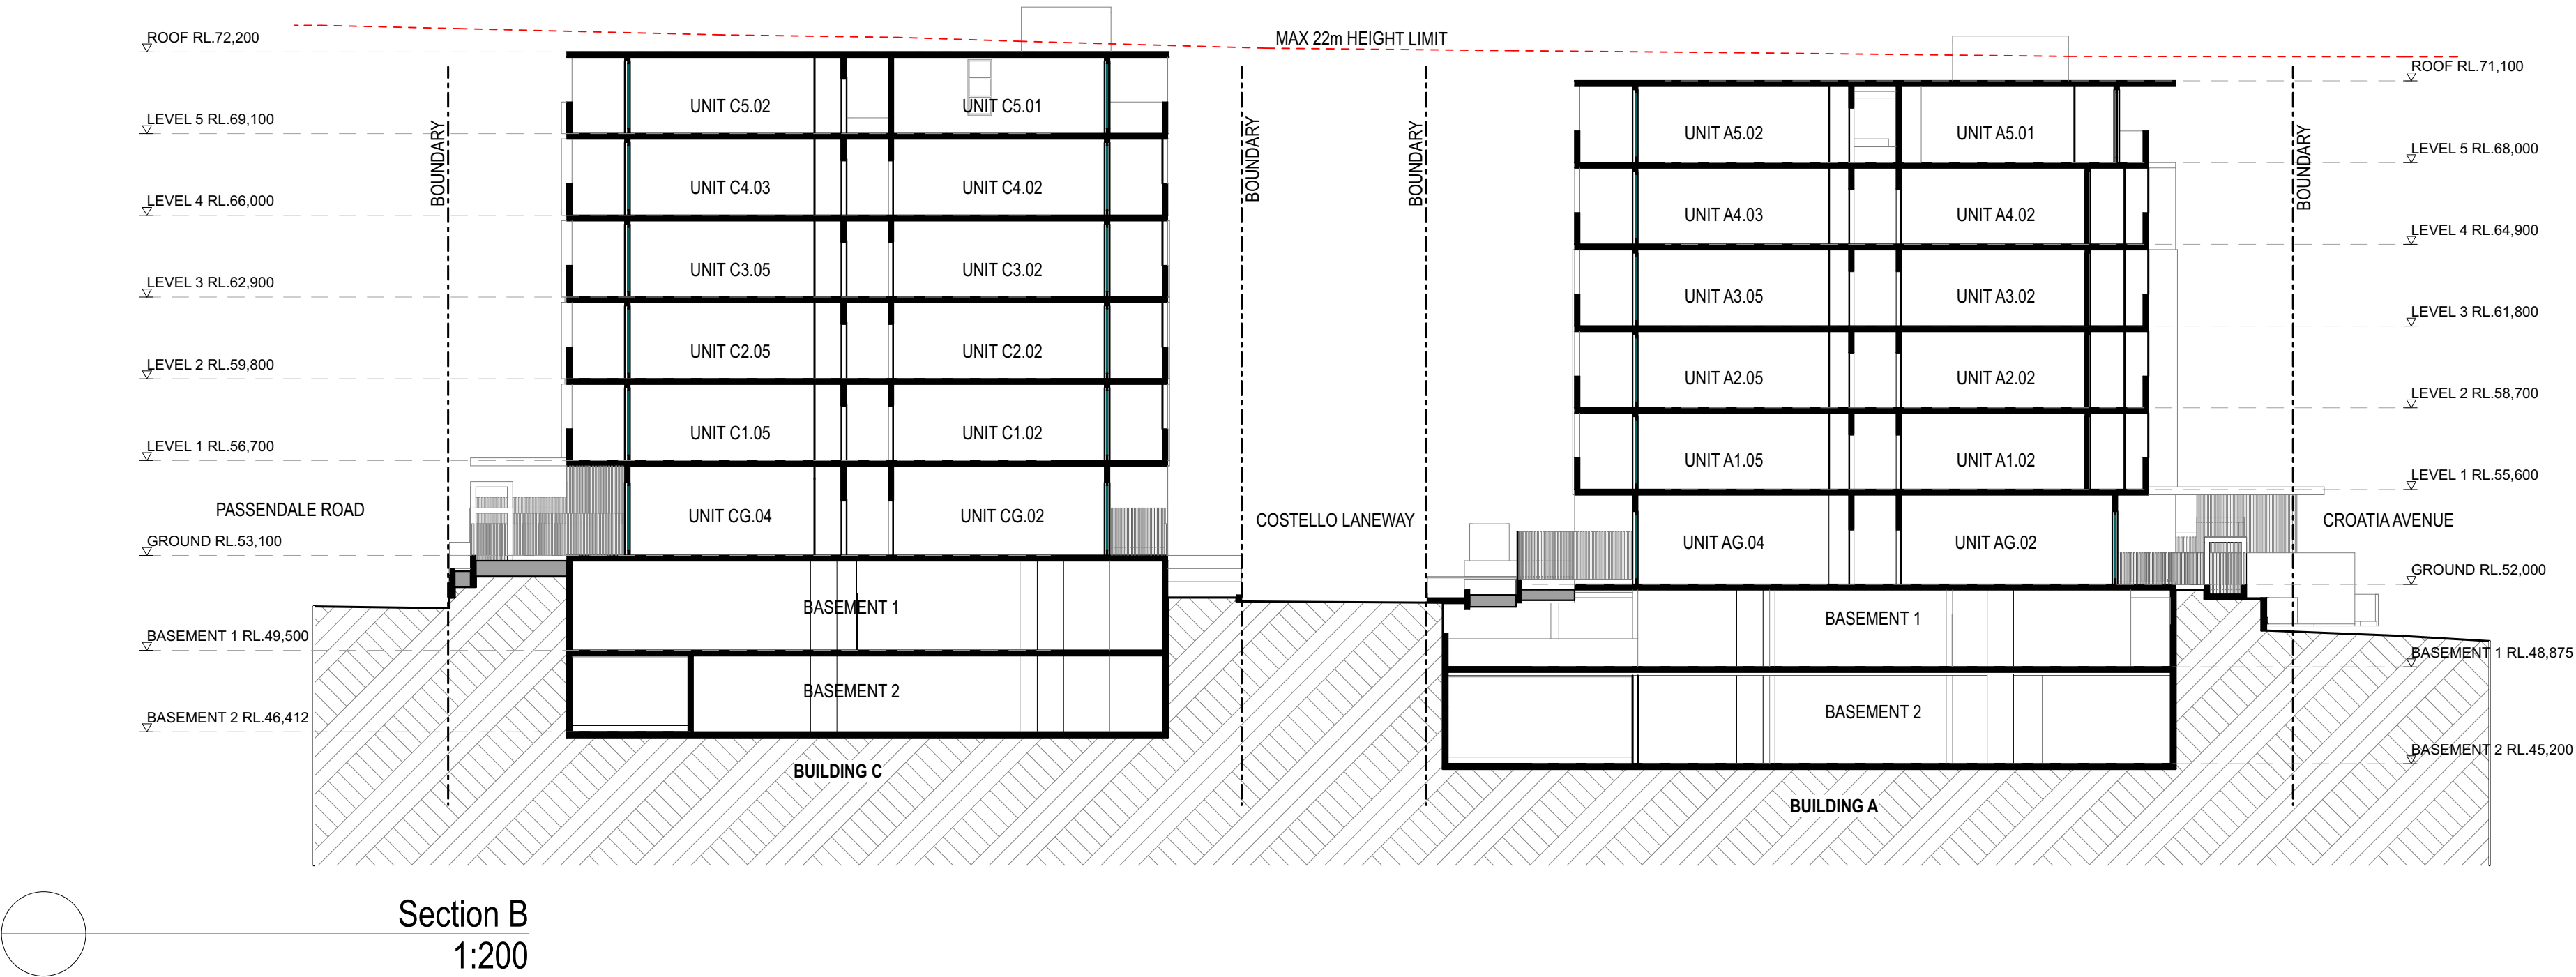 MAX 22m HEIGHT LIMIT
ROOF RL.72,200
LEVEL 5 RL.69,100
LEVEL 4 RL.66,000
LEVEL 3 RL.62,900
LEVEL 2 RL.59,800
LEVEL 1 RL.56,700
PASSENDALE ROAD
GROUND RL.53,100
BASEMENT 1 RL.49,500
BASEMENT 2 RL.46,412
BOUNDARY
UNIT C5.02
UNIT C5.01
UNIT C4.03
UNIT C4.02
UNIT C3.05
UNIT C3.02
UNIT C2.05
UNIT C2.02
UNIT C1.05
UNIT C1.02
UNIT CG.04
UNIT CG.02
BASEMENT 1
BASEMENT 2
BUILDING C
BOUNDARY
COSTELLO LANEWAY
BOUNDARY
UNIT A5.02
UNIT A5.01
UNIT A4.03
UNIT A4.02
UNIT A3.05
UNIT A3.02
UNIT A2.05
UNIT A2.02
UNIT A1.05
UNIT A1.02
UNIT AG.04
UNIT AG.02
BASEMENT 1
BASEMENT 2
BUILDING A
BOUNDARY
ROOF RL.71,100
LEVEL 5 RL.68,000
LEVEL 4 RL.64,900
LEVEL 3 RL.61,800
LEVEL 2 RL.58,700
LEVEL 1 RL.55,600
CROATIA AVENUE
GROUND RL.52,000
BASEMENT 1 RL.48,875
BASEMENT 2 RL.45,200
Section B
1:200